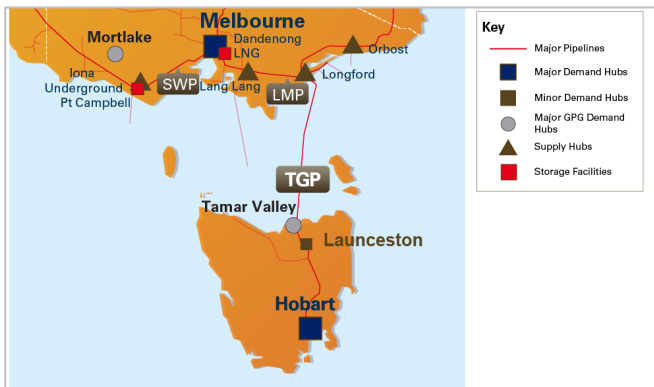 Melbourne
Mortlake
Dandenong
LNG
Orbost
Iona
Underground
Pt Campbell
SWP
Lang Lang
LMP
Longford
TGP
Tamar Valley
Launceston
Hobart
Key
Major Pipelines
Major Demand Hubs
Minor Demand Hubs
Major GPG Demand
Hubs
Supply Hubs
Storage Facilities